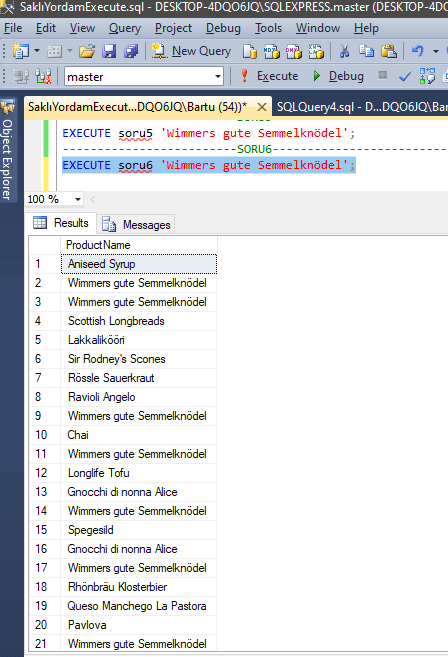 SaklıYordamExecute.sql - DESKTOP-4DQO6JQ\SQLEXPRESS.master (DESKTOP-4DQ
File Edit View Query Project Debug Tools Window Help
New Query
master Execute Debug
SaklıYordamExecut...DQO6JQ\Bartu (54))* SQLQuery4.sql - D...DQO6JQ\Bar
Object Explorer
EXECUTE soru5 'Wimmers gute Semmelknödel';
SORU6
EXECUTE soru6 'Wimmers gute Semmelknödel';
100 %
Results Messages
ProductName
1 Aniseed Syrup
2 Wimmers gute Semmelknödel
3 Wimmers gute Semmelknödel
4 Scottish Longbreads
5 Lakkalikööri
6 Sir Rodney's Scones
7 Rössle Sauerkraut
8 Ravioli Angelo
9 Wimmers gute Semmelknödel
10 Chai
11 Wimmers gute Semmelknödel
12 Longlife Tofu
13 Gnocchi di nonna Alice
14 Wimmers gute Semmelknödel
15 Spegesild
16 Gnocchi di nonna Alice
17 Wimmers gute Semmelknödel
18 Rhönbräu Klosterbier
19 Queso Manchego La Pastora
20 Pavlova
21 Wimmers gute Semmelknödel